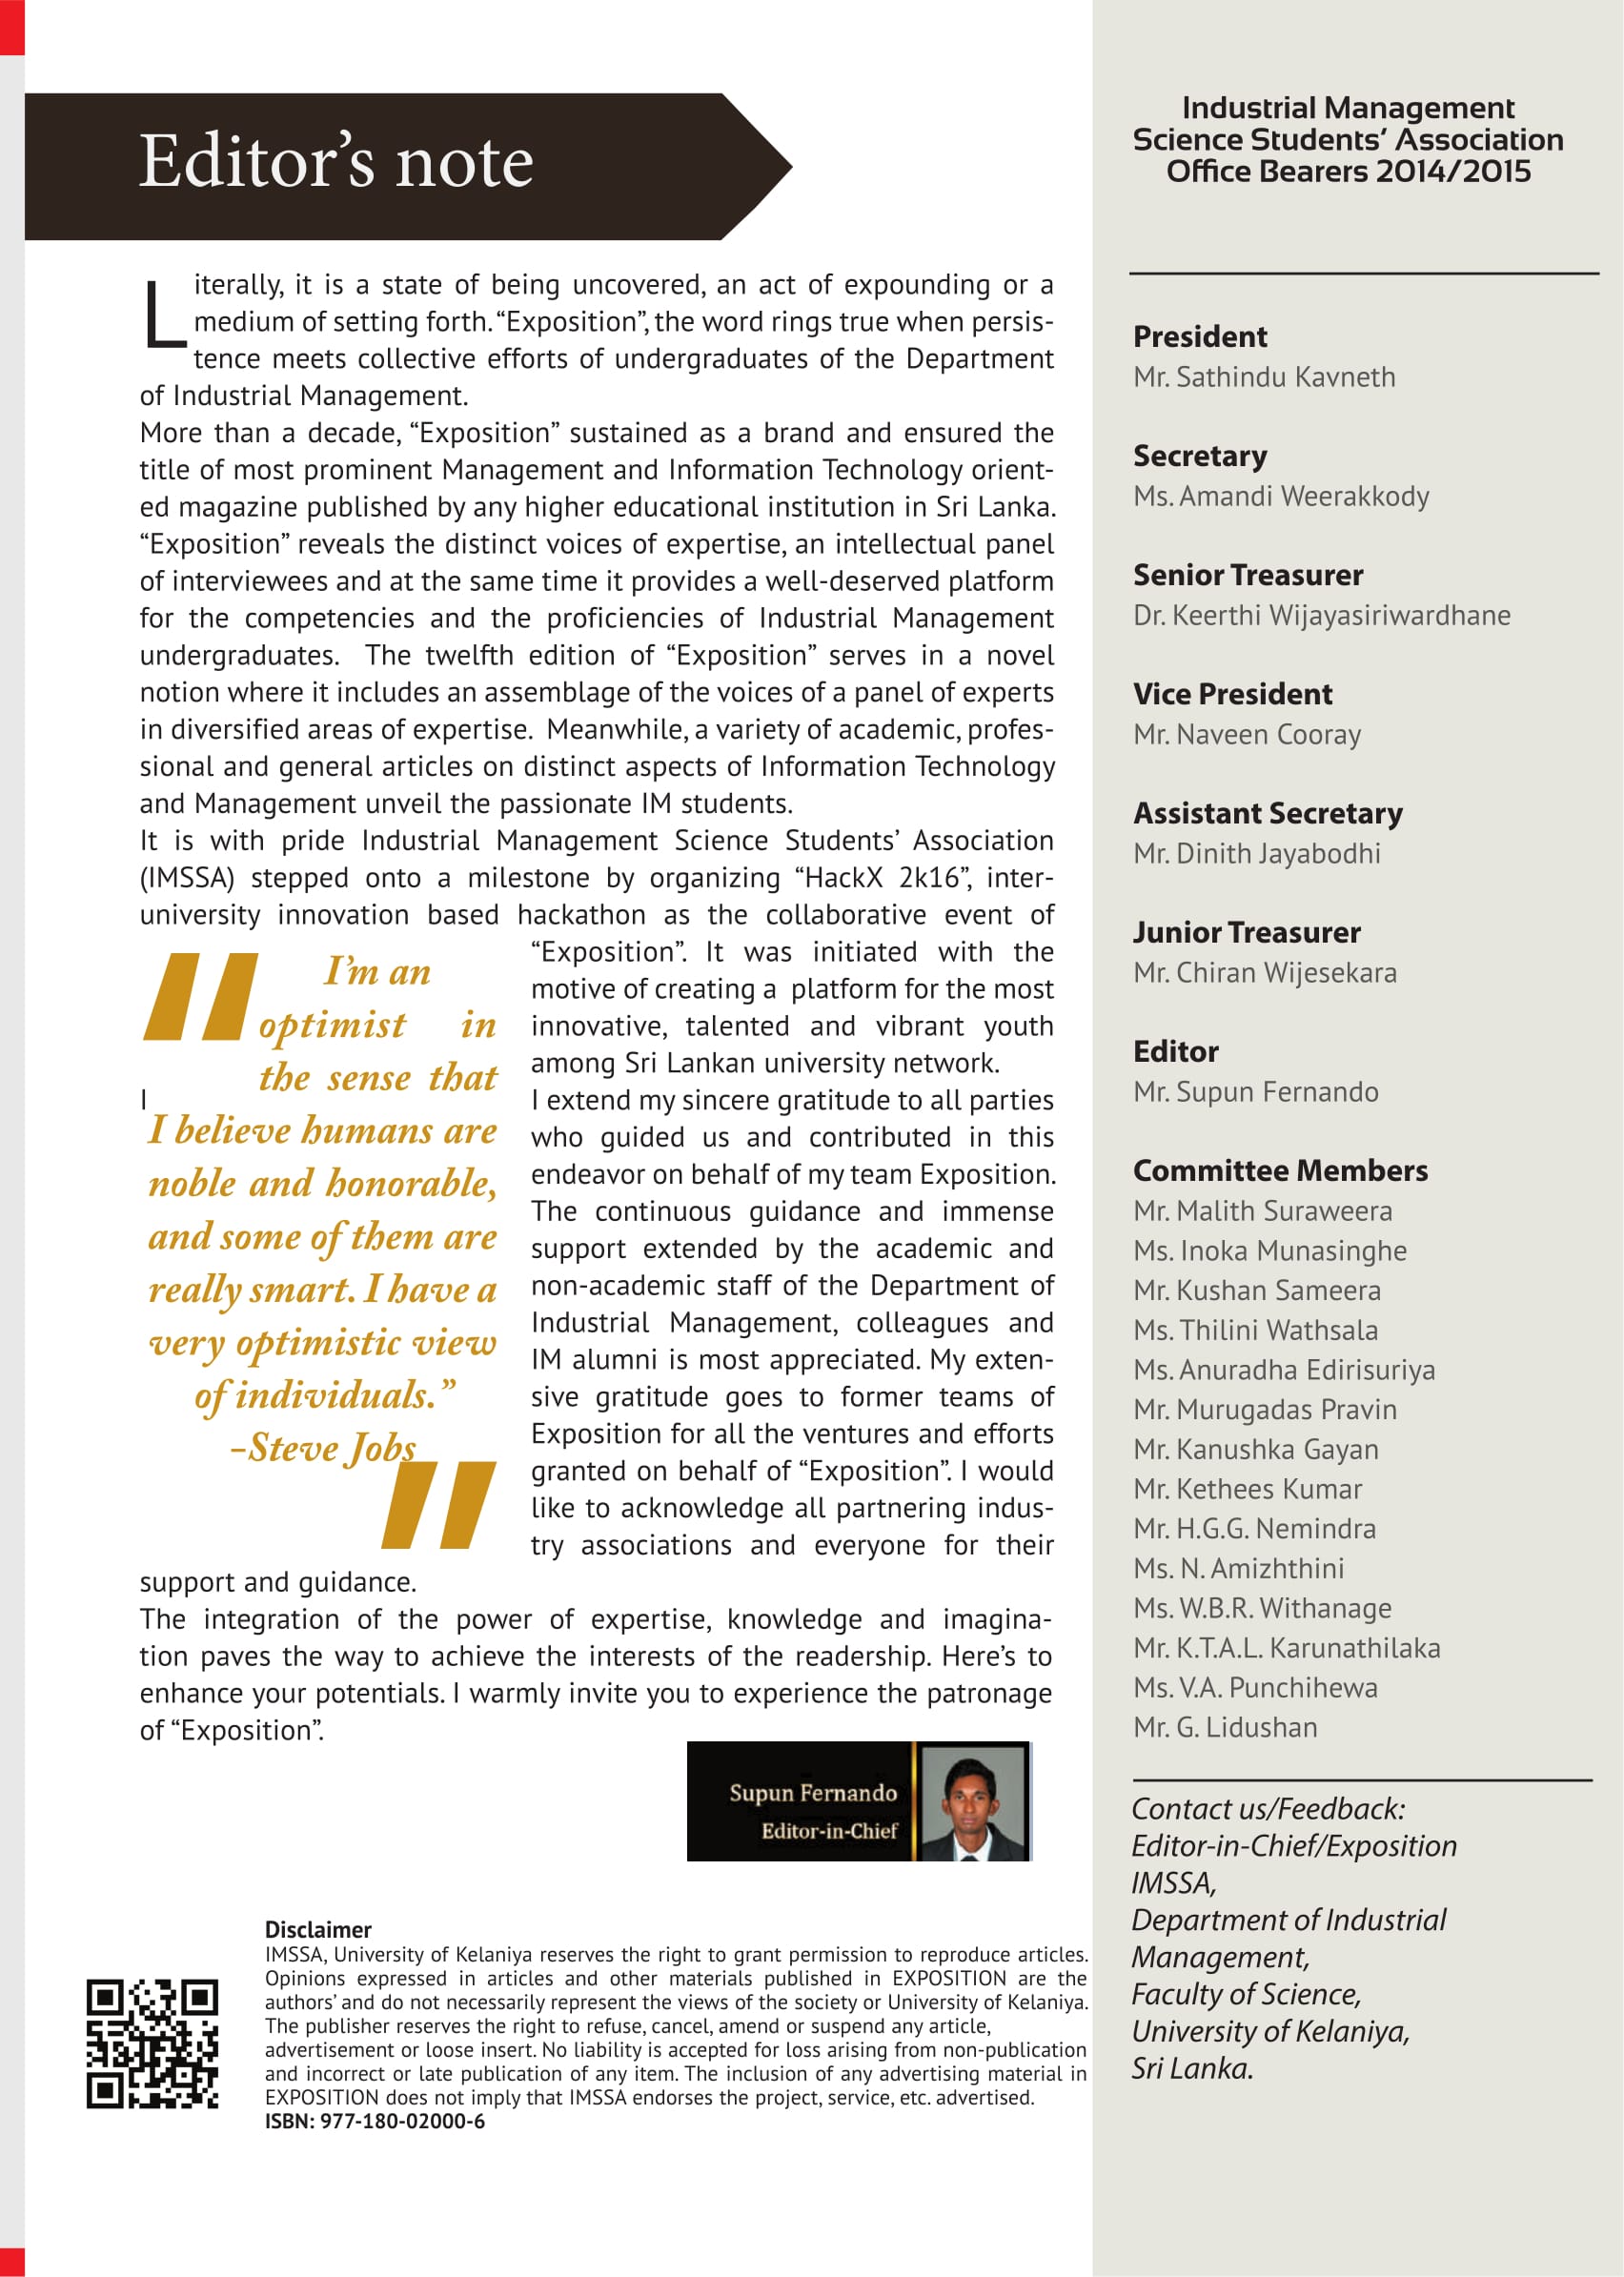 Editor’s note
Literally, it is a state of being uncovered, an act of expounding or a
medium of setting forth. “Exposition”, the word rings true when persis-
tence meets collective efforts of undergraduates of the Department
of Industrial Management.
More than a decade, “Exposition” sustained as a brand and ensured the
title of most prominent Management and Information Technology orient-
ed magazine published by any higher educational institution in Sri Lanka.
“Exposition” reveals the distinct voices of expertise, an intellectual panel
of interviewees and at the same time it provides a well-deserved platform
for the competencies and the proficiencies of Industrial Management
undergraduates. The twelfth edition of “Exposition” serves in a novel
notion where it includes an assemblage of the voices of a panel of experts
in diversified areas of expertise. Meanwhile, a variety of academic, profes-
sional and general articles on distinct aspects of Information Technology
and Management unveil the passionate IM students.
It is with pride Industrial Management Science Students’ Association
(IMSSA) stepped onto a milestone by organizing “HackX 2k16”, inter-
university innovation based hackathon as the collaborative event of
“Exposition”. It was initiated with the
motive of creating a platform for the most
innovative, talented and vibrant youth
among Sri Lankan university network.
I
I extend my sincere gratitude to all parties
who guided us and contributed in this
endeavor on behalf of my team Exposition.
The continuous guidance and immense
support extended by the academic and
non-academic staff of the Department of
Industrial Management, colleagues and
IM alumni is most appreciated. My exten-
sive gratitude goes to former teams of
Exposition for all the ventures and efforts
granted on behalf of “Exposition”. I would
like to acknowledge all partnering indus-
try associations and everyone for their
support and guidance.
The integration of the power of expertise, knowledge and imagina-
tion paves the way to achieve the interests of the readership. Here’s to
enhance your potentials. I warmly invite you to experience the patronage
of “Exposition”.
"
I’m an
optimist in
the sense that
I believe humans are
noble and honorable,
and some of them are
really smart. I have a
very optimistic view
of individuals.”
-Steve Jobs
"
Supun Fernando
Editor-in-Chief
Disclaimer
IMSSA, University of Kelaniya reserves the right to grant permission to reproduce articles.
Opinions expressed in articles and other materials published in EXPOSITION are the
authors’ and do not necessarily represent the views of the society or University of Kelaniya.
The publisher reserves the right to refuse, cancel, amend or suspend any article,
advertisement or loose insert. No liability is accepted for loss arising from non-publication
and incorrect or late publication of any item. The inclusion of any advertising material in
EXPOSITION does not imply that IMSSA endorses the project, service, etc. advertised.
ISBN: 977-180-02000-6
Industrial Management
Science Students’ Association
Office Bearers 2014/2015
President
Mr. Sathindu Kavneth
Secretary
Ms. Amandi Weerakkody
Senior Treasurer
Dr. Keerthi Wijayasiriwardhane
Vice President
Mr. Naveen Cooray
Assistant Secretary
Mr. Dinith Jayabodhi
Junior Treasurer
Mr. Chiran Wijesekara
Editor
Mr. Supun Fernando
Committee Members
Mr. Malith Suraweera
Ms. Inoka Munasinghe
Mr. Kushan Sameera
Ms. Thilini Wathsala
Ms. Anuradha Edirisuriya
Mr. Murugadas Pravin
Mr. Kanushka Gayan
Mr. Kethees Kumar
Mr. H.G.G. Nemindra
Ms. N. Amizhthini
Ms. W.B.R. Withanage
Mr. K.T.A.L. Karunathilaka
Ms. V.A. Punchihewa
Mr. G. Lidushan
Contact us/Feedback:
Editor-in-Chief/Exposition
IMSSA,
Department of Industrial
Management,
Faculty of Science,
University of Kelaniya,
Sri Lanka.